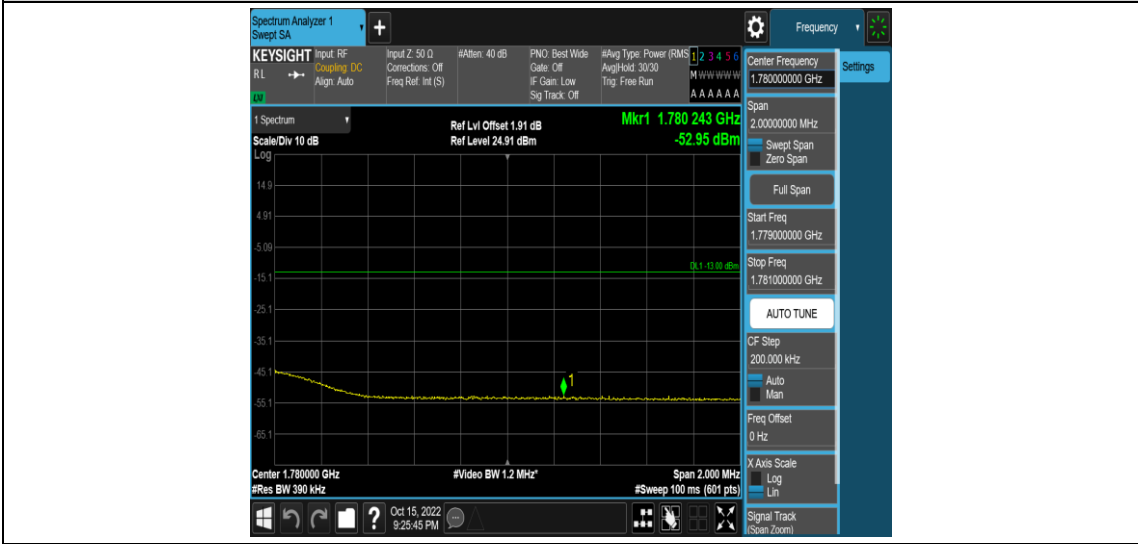 Spectrum Analyzer 1
Swept SA
+
Frequency
KEYSIGHT
RL
Input: RF
Coupling: DC
Align: Auto
Input Z: 50 Ω
Corrections: Off
Freq Ref: Int (S)
#Atten: 40 dB
PNO: Best Wide
Gate: Off
IF Gain: Low
Sig Track: Off
#Avg Type: Power (RMS
Avg|Hold: 30/30
Trig: Free Run
1 2 3 4 5 6
M W W W W W
A A A A A A
1 Spectrum
Scale/Div 10 dB
Log
Ref Lvl Offset 1.91 dB
Ref Level 24.91 dBm
Mkr1 1.780 243 GHz
-52.95 dBm
14.9
4.91
-5.09
-15.1
-25.1
-35.1
-45.1
-55.1
-65.1
DL1 -13.00 dBm
1
Center 1.780000 GHz
#Res BW 390 kHz
#Video BW 1.2 MHz*
Span 2.000 MHz
#Sweep 100 ms (601 pts)
?
Oct 15, 2022
9:25:45 PM
Center Frequency
1.780000000 GHz
Span
2.00000000 MHz
Swept Span
Zero Span
Full Span
Start Freq
1.779000000 GHz
Stop Freq
1.781000000 GHz
AUTO TUNE
CF Step
200.000 kHz
Auto
Man
Freq Offset
0 Hz
X Axis Scale
Log
Lin
Signal Track
(Span Zoom)
Settings